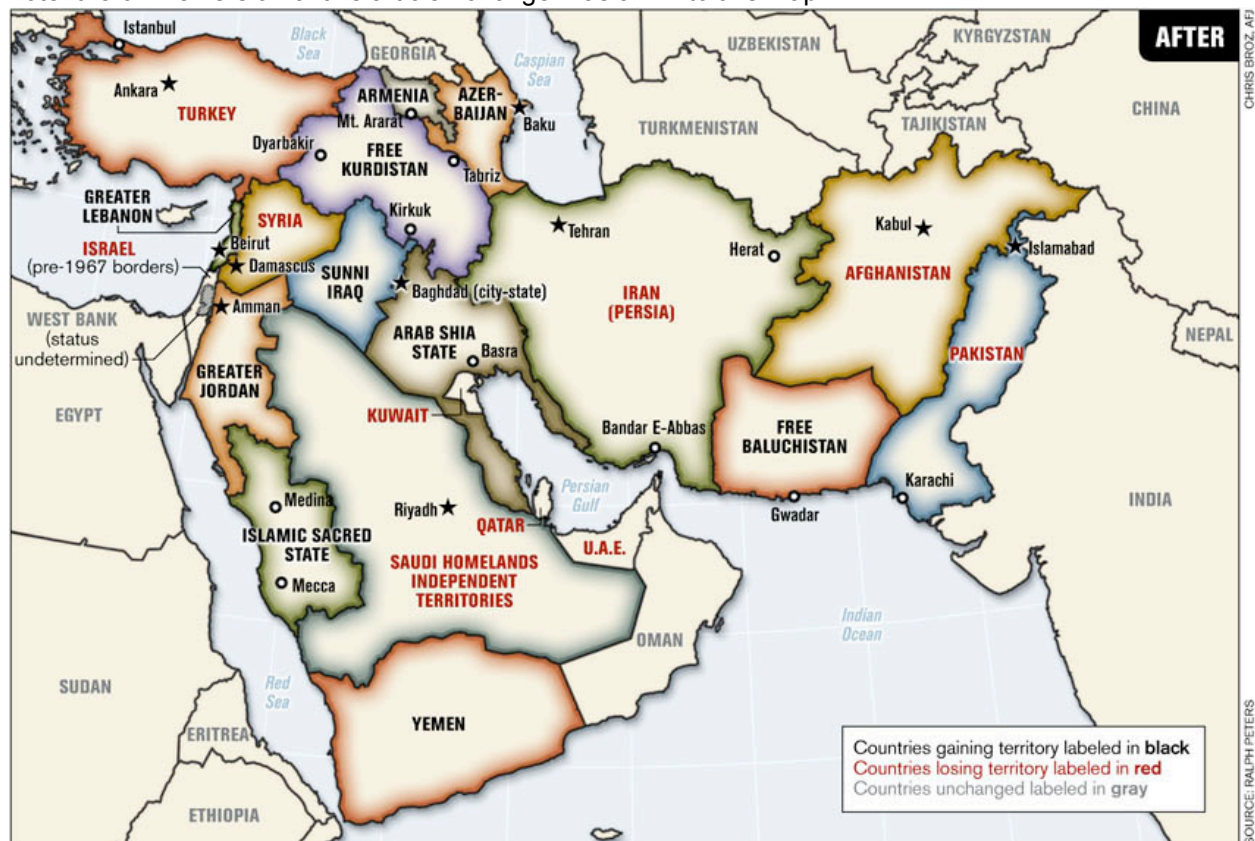 Istanbul
Black
Sea
GEORGIA
Caspian
Sea
UZBEKISTAN
KYRGYZSTAN
AFTER
CHRIS BROZ, AFJ
Ankara
TURKEY
ARMENIA
AZER-
BAIJAN
Baku
Mt. Ararat
TURKMENISTAN
TAJIKISTAN
CHINA
Dyarbakir
FREE
KURDISTAN
Tabriz
GREATER
LEBANON
SYRIA
Kirkuk
Tehran
Herat
Kabul
Islamabad
ISRAEL
(pre-1967 borders)
Beirut
Damascus
SUNNI
IRAQ
Baghdad (city-state)
IRAN
(PERSIA)
AFGHANISTAN
WEST BANK
(status
undetermined)
Amman
ARAB SHIA
STATE
Basra
PAKISTAN
NEPAL
GREATER
JORDAN
EGYPT
KUWAIT
Bandar E-Abbas
FREE
BALUCHISTAN
Medina
Riyadh
Persian
Gulf
Karachi
Gwadar
INDIA
ISLAMIC SACRED
STATE
QATAR
U.A.E.
Mecca
SAUDI HOMELANDS
INDEPENDENT
TERRITORIES
OMAN
Indian
Ocean
SUDAN
Red
Sea
YEMEN
ERITREA
ETHIOPIA
Countries gaining territory labeled in black
Countries losing territory labeled in red
Countries unchanged labeled in gray
SOURCE: RALPH PETERS